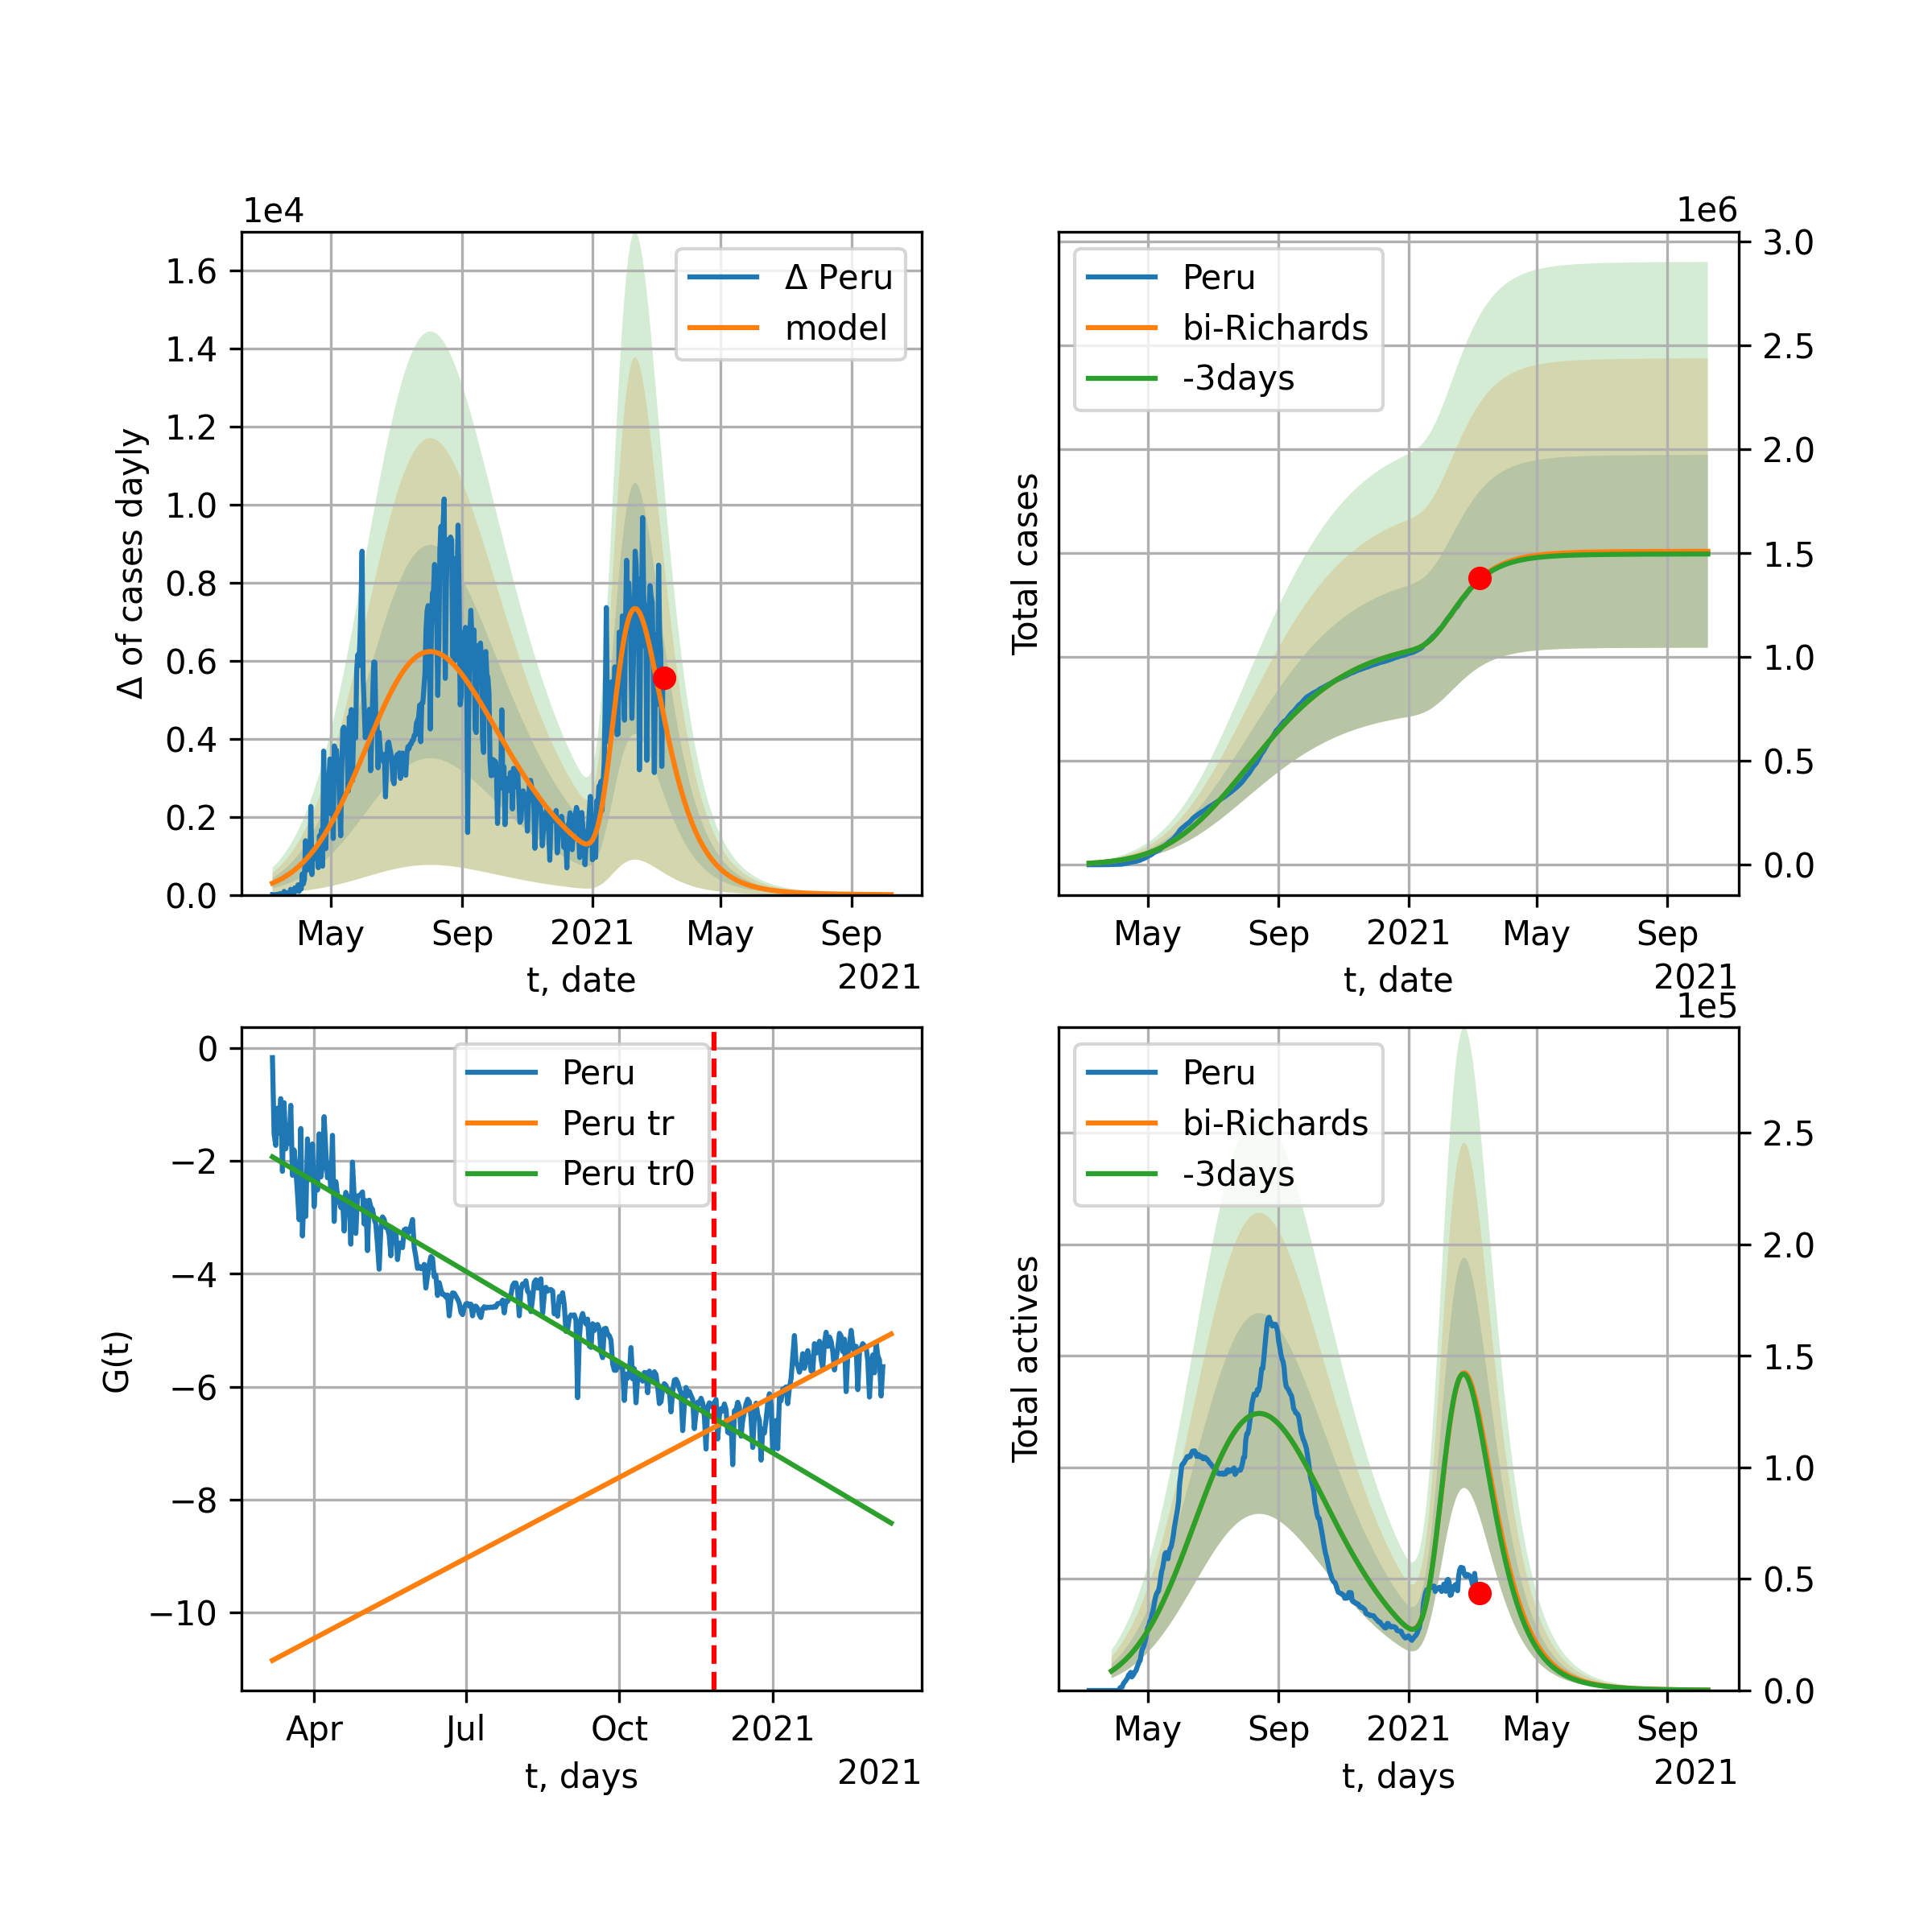 1e4
1.6
1.4
1.2
1.0
0.8
0.6
0.4
0.2
0.0
Δ of cases dayly
Δ Peru
model
May Sep 2021 May Sep
t, date
2021
1e6
3.0
2.5
2.0
1.5
1.0
0.5
0.0
Total cases
Peru
bi-Richards
-3days
May Sep 2021 May Sep
t, date
2021
0
−2
−4
−6
−8
−10
G(t)
Peru
Peru tr
Peru tr0
Apr Jul Oct 2021
t, days
2021
1e5
2.5
2.0
1.5
1.0
0.5
0.0
Total actives
Peru
bi-Richards
-3days
May Sep 2021 May Sep
t, days
2021